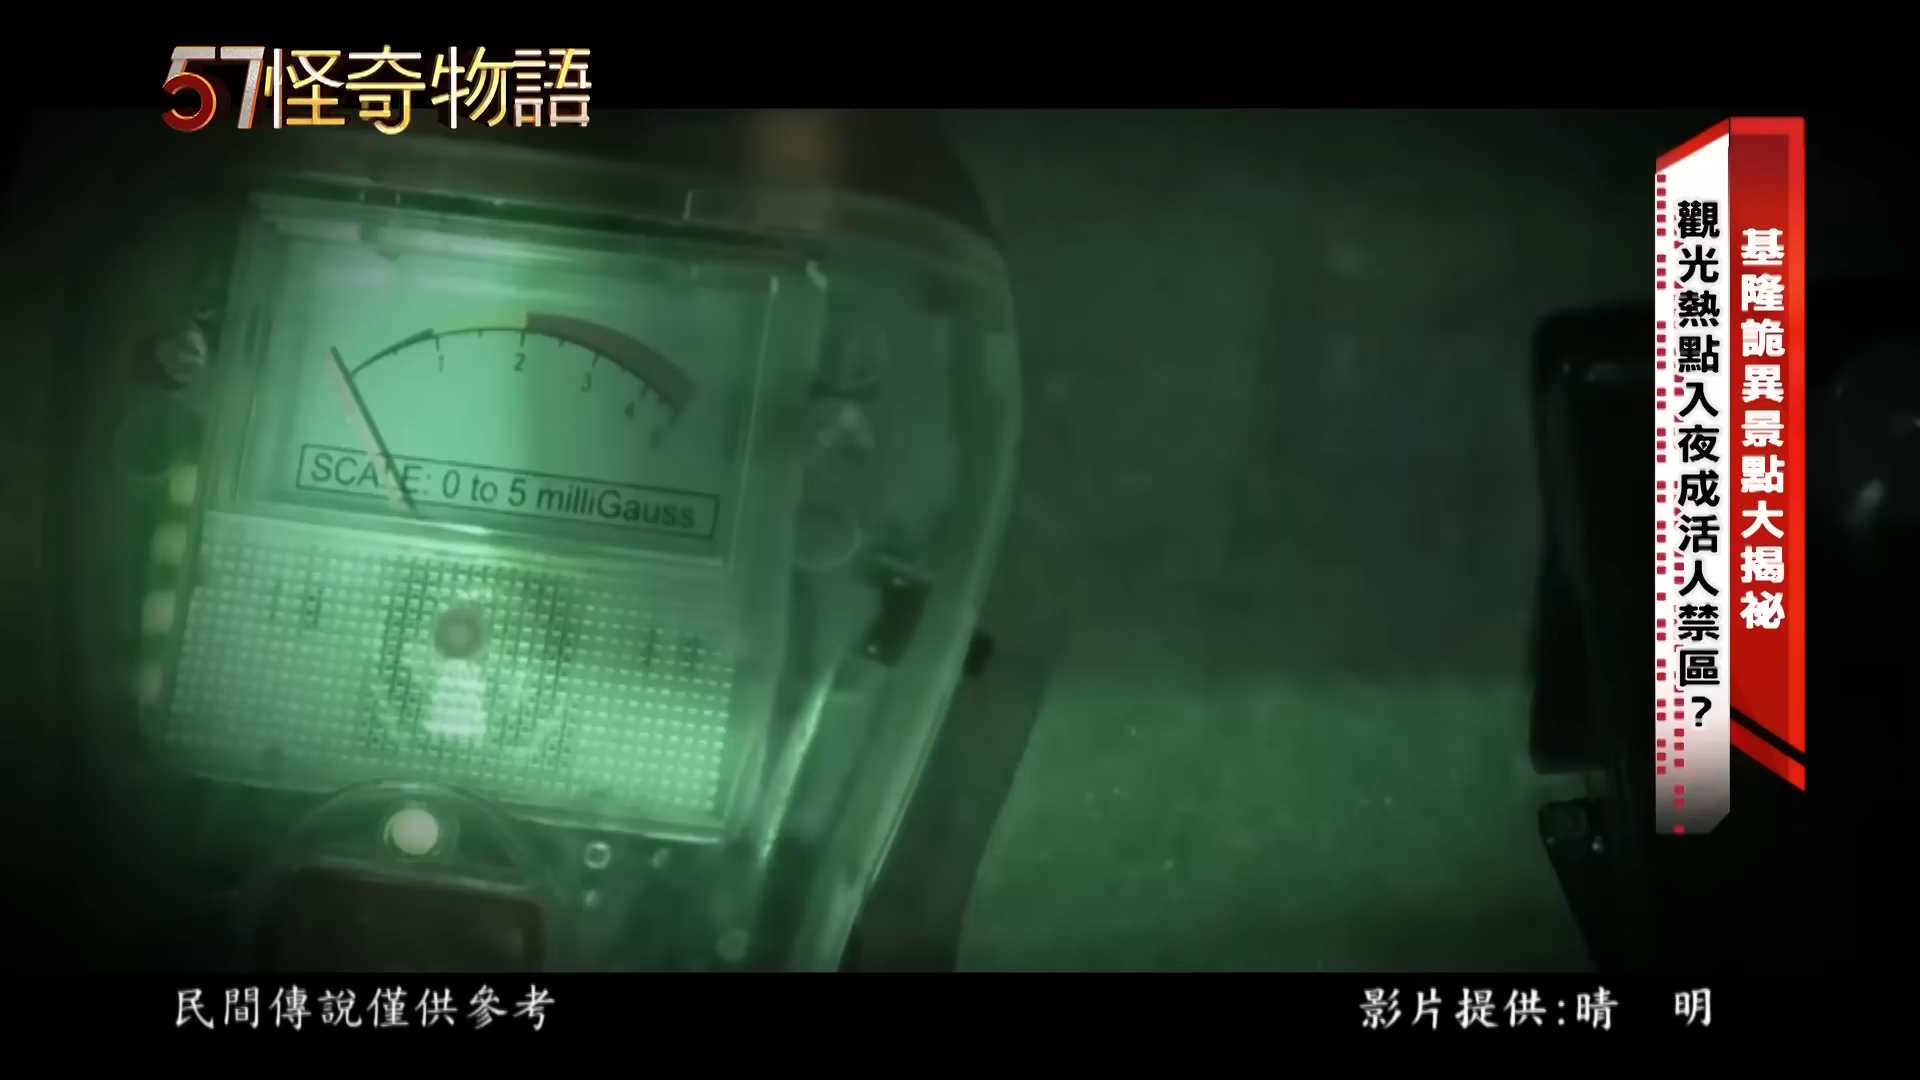 57怪奇物語
基隆詭異景點大揭祕
觀光熱點入夜成活人禁區?
1 2 3 4
SCALE: 0 to 5 milliGauss
民間傳說僅供參考
影片提供:晴 明